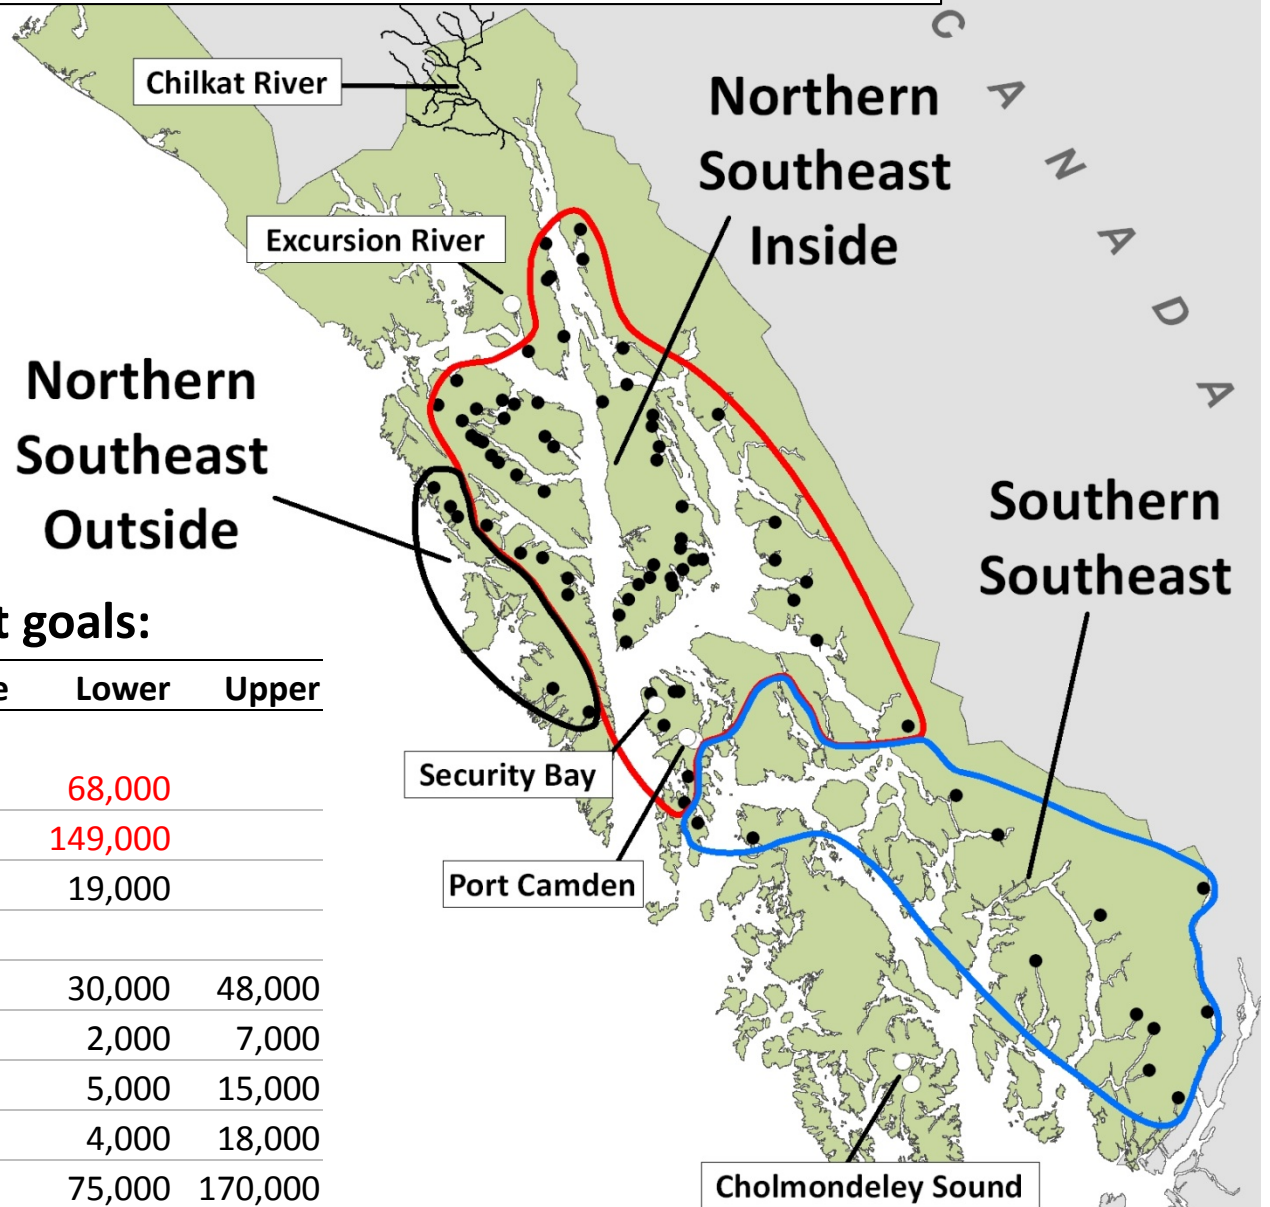 CANADA
Chilkat River
Northern
Southeast
Inside
Excursion River
Northern
Southeast
Outside
Southern
Southeast
t goals:
e Lower Upper
68,000
149,000
19,000
30,000 48,000
2,000 7,000
5,000 15,000
4,000 18,000
75,000 170,000
Security Bay
Port Camden
Cholmondeley Sound